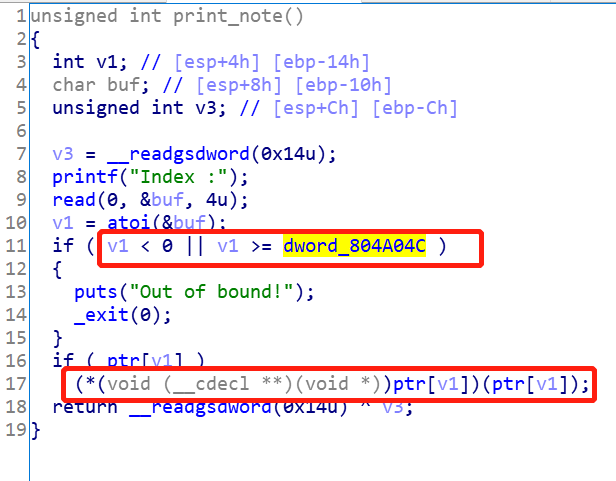 1 unsigned int print_note()
2 {
3 int v1; // [esp+4h] [ebp-14h]
4 char buf; // [esp+8h] [ebp-10h]
5 unsigned int v3; // [esp+Ch] [ebp-Ch]
6
7 v3 = __readgsdword(0x14u);
8 printf("Index :");
9 read(0, &buf, 4u);
10 v1 = atoi(&buf);
11 if ( v1 < 0 || v1 >= dword_804A04C )
12 {
13 puts("Out of bound!");
14 _exit(0);
15 }
16 if ( ptr[v1] )
17 (*(void (__cdecl **)(void *))ptr[v1])(ptr[v1]);
18 return __readgsdword(0x14u) ^ v3;
19 }